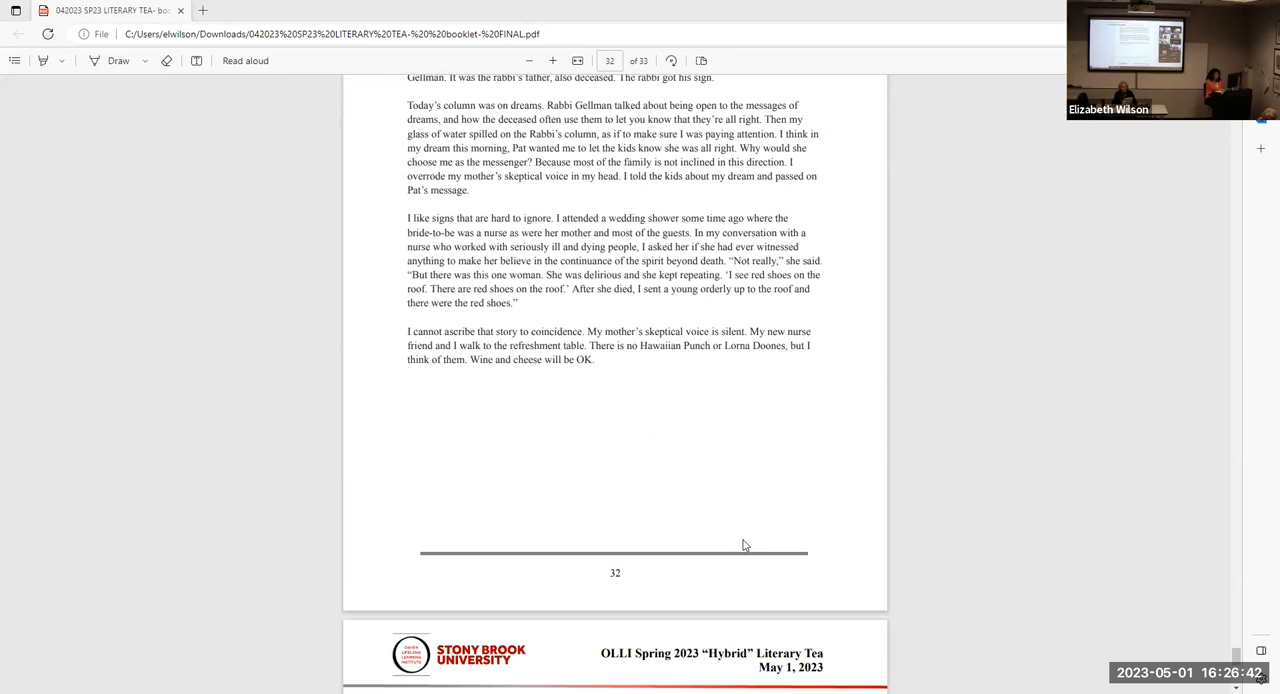 042023 SP23 LITERARY TEA- boo
File
C:/Users/elwilson/Downloads/042023%20SP23%20LITERARY%20TEA-%20%20booklet-%20FINAL.pdf
Draw
Read aloud
32
of 33
Elizabeth Wilson
Gellman. It was the rabbi's father, also deceased. The rabbi got his sign.
Today's column was on dreams. Rabbi Gellman talked about being open to the messages of
dreams, and how the deceased often use them to let you know that they're all right. Then my
glass of water spilled on the Rabbi's column, as if to make sure I was paying attention. I think in
my dream this morning, Pat wanted me to let the kids know she was all right. Why would she
choose me as the messenger? Because most of the family is not inclined in this direction. I
overrode my mother's skeptical voice in my head. I told the kids about my dream and passed on
Pat's message.
I like signs that are hard to ignore. I attended a wedding shower some time ago where the
bride-to-be was a nurse as were her mother and most of the guests. In my conversation with a
nurse who worked with seriously ill and dying people, I asked her if she had ever witnessed
anything to make her believe in the continuance of the spirit beyond death. “Not really,” she said.
“But there was this one woman. She was delirious and she kept repeating. ‘I see red shoes on the
roof. There are red shoes on the roof.’ After she died, I sent a young orderly up to the roof and
there were the red shoes.”
I cannot ascribe that story to coincidence. My mother's skeptical voice is silent. My new nurse
friend and I walk to the refreshment table. There is no Hawaiian Punch or Lorna Doones, but I
think of them. Wine and cheese will be OK.
32
OSHER
LIFELONG
LEARNING
INSTITUTE
STONY BROOK
UNIVERSITY
OLLI Spring 2023 “Hybrid” Literary Tea
May 1, 2023
2023-05-01 16:26:42